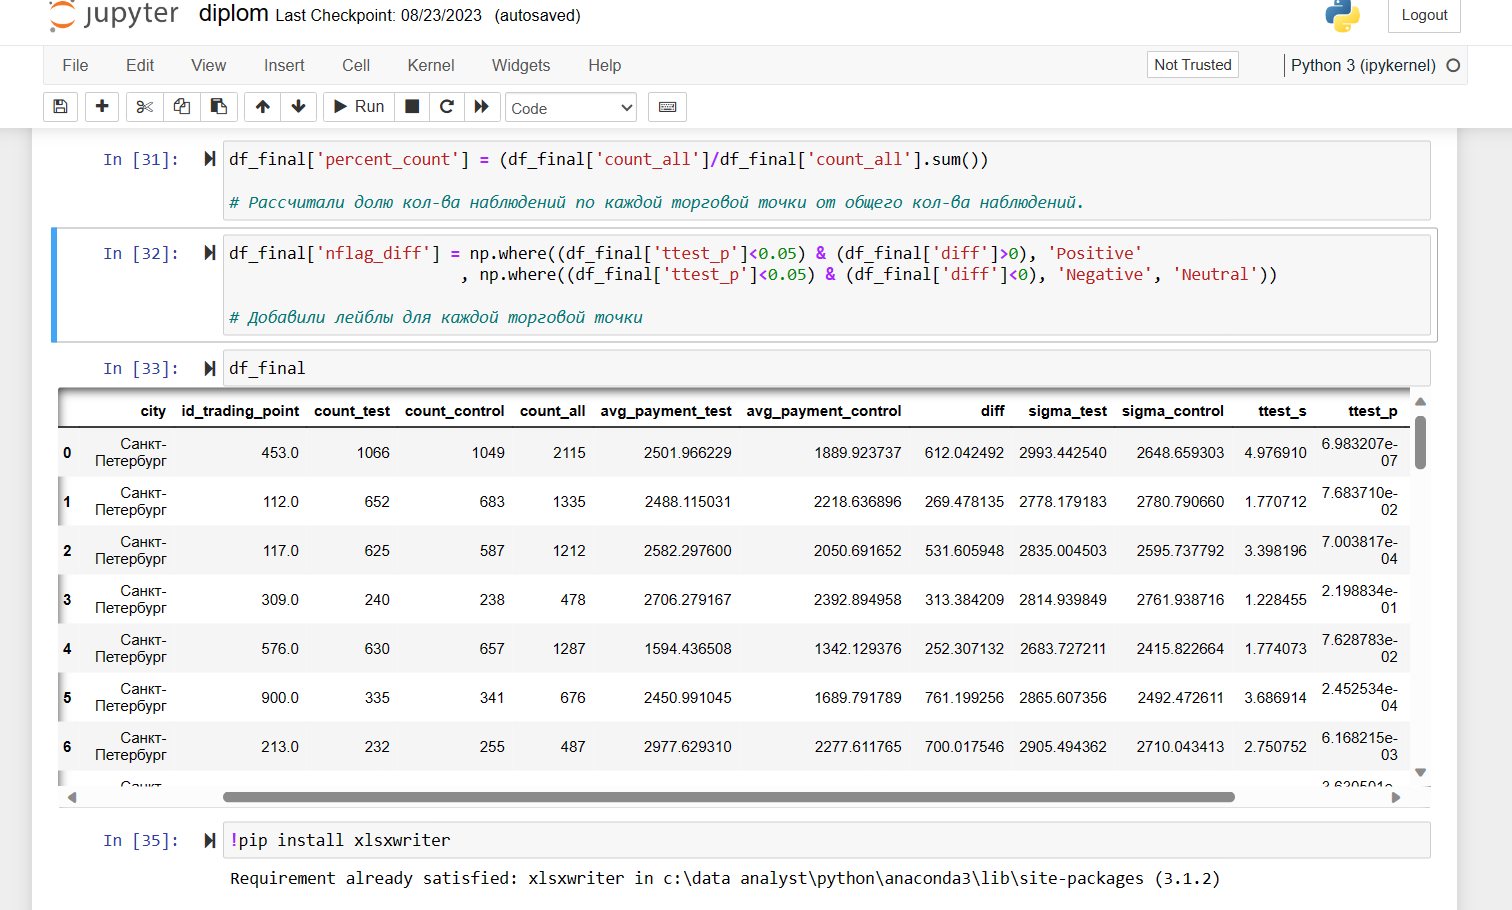 jupyter diplom Last Checkpoint: 08/23/2023 (autosaved)
Logout
File Edit View Insert Cell Kernel Widgets Help
Not Trusted
Python 3 (ipykernel)
Run
Code
In [31]:
df_final['percent_count'] = (df_final['count_all']/df_final['count_all'].sum())
# Рассчитали долю кол-ва наблюдений по каждой торговой точки от общего кол-ва наблюдений.
In [32]:
df_final['nflag_diff'] = np.where((df_final['ttest_p']<0.05) & (df_final['diff']>0), 'Positive'
, np.where((df_final['ttest_p']<0.05) & (df_final['diff']<0), 'Negative', 'Neutral'))
# Добавили лейблы для каждой торговой точки
In [33]:
df_final
city id_trading_point count_test count_control count_all avg_payment_test avg_payment_control diff sigma_test sigma_control ttest_s ttest_p
0 Санкт-Петербург 453.0 1066 1049 2115 2501.966229 1889.923737 612.042492 2993.442540 2648.659303 4.976910 6.983207e-07
1 Санкт-Петербург 112.0 652 683 1335 2488.115031 2218.636896 269.478135 2778.179183 2780.790660 1.770712 7.683710e-02
2 Санкт-Петербург 117.0 625 587 1212 2582.297600 2050.691652 531.605948 2835.004503 2595.737792 3.398196 7.003817e-04
3 Санкт-Петербург 309.0 240 238 478 2706.279167 2392.894958 313.384209 2814.939849 2761.938716 1.228455 2.198834e-01
4 Санкт-Петербург 576.0 630 657 1287 1594.436508 1342.129376 252.307132 2683.727211 2415.822664 1.774073 7.628783e-02
5 Санкт-Петербург 900.0 335 341 676 2450.991045 1689.791789 761.199256 2865.607356 2492.472611 3.686914 2.452534e-04
6 Санкт-Петербург 213.0 232 255 487 2977.629310 2277.611765 700.017546 2905.494362 2710.043413 2.750752 6.168215e-03
In [35]:
!pip install xlsxwriter
Requirement already satisfied: xlsxwriter in c:\data analyst\python\anaconda3\lib\site-packages (3.1.2)